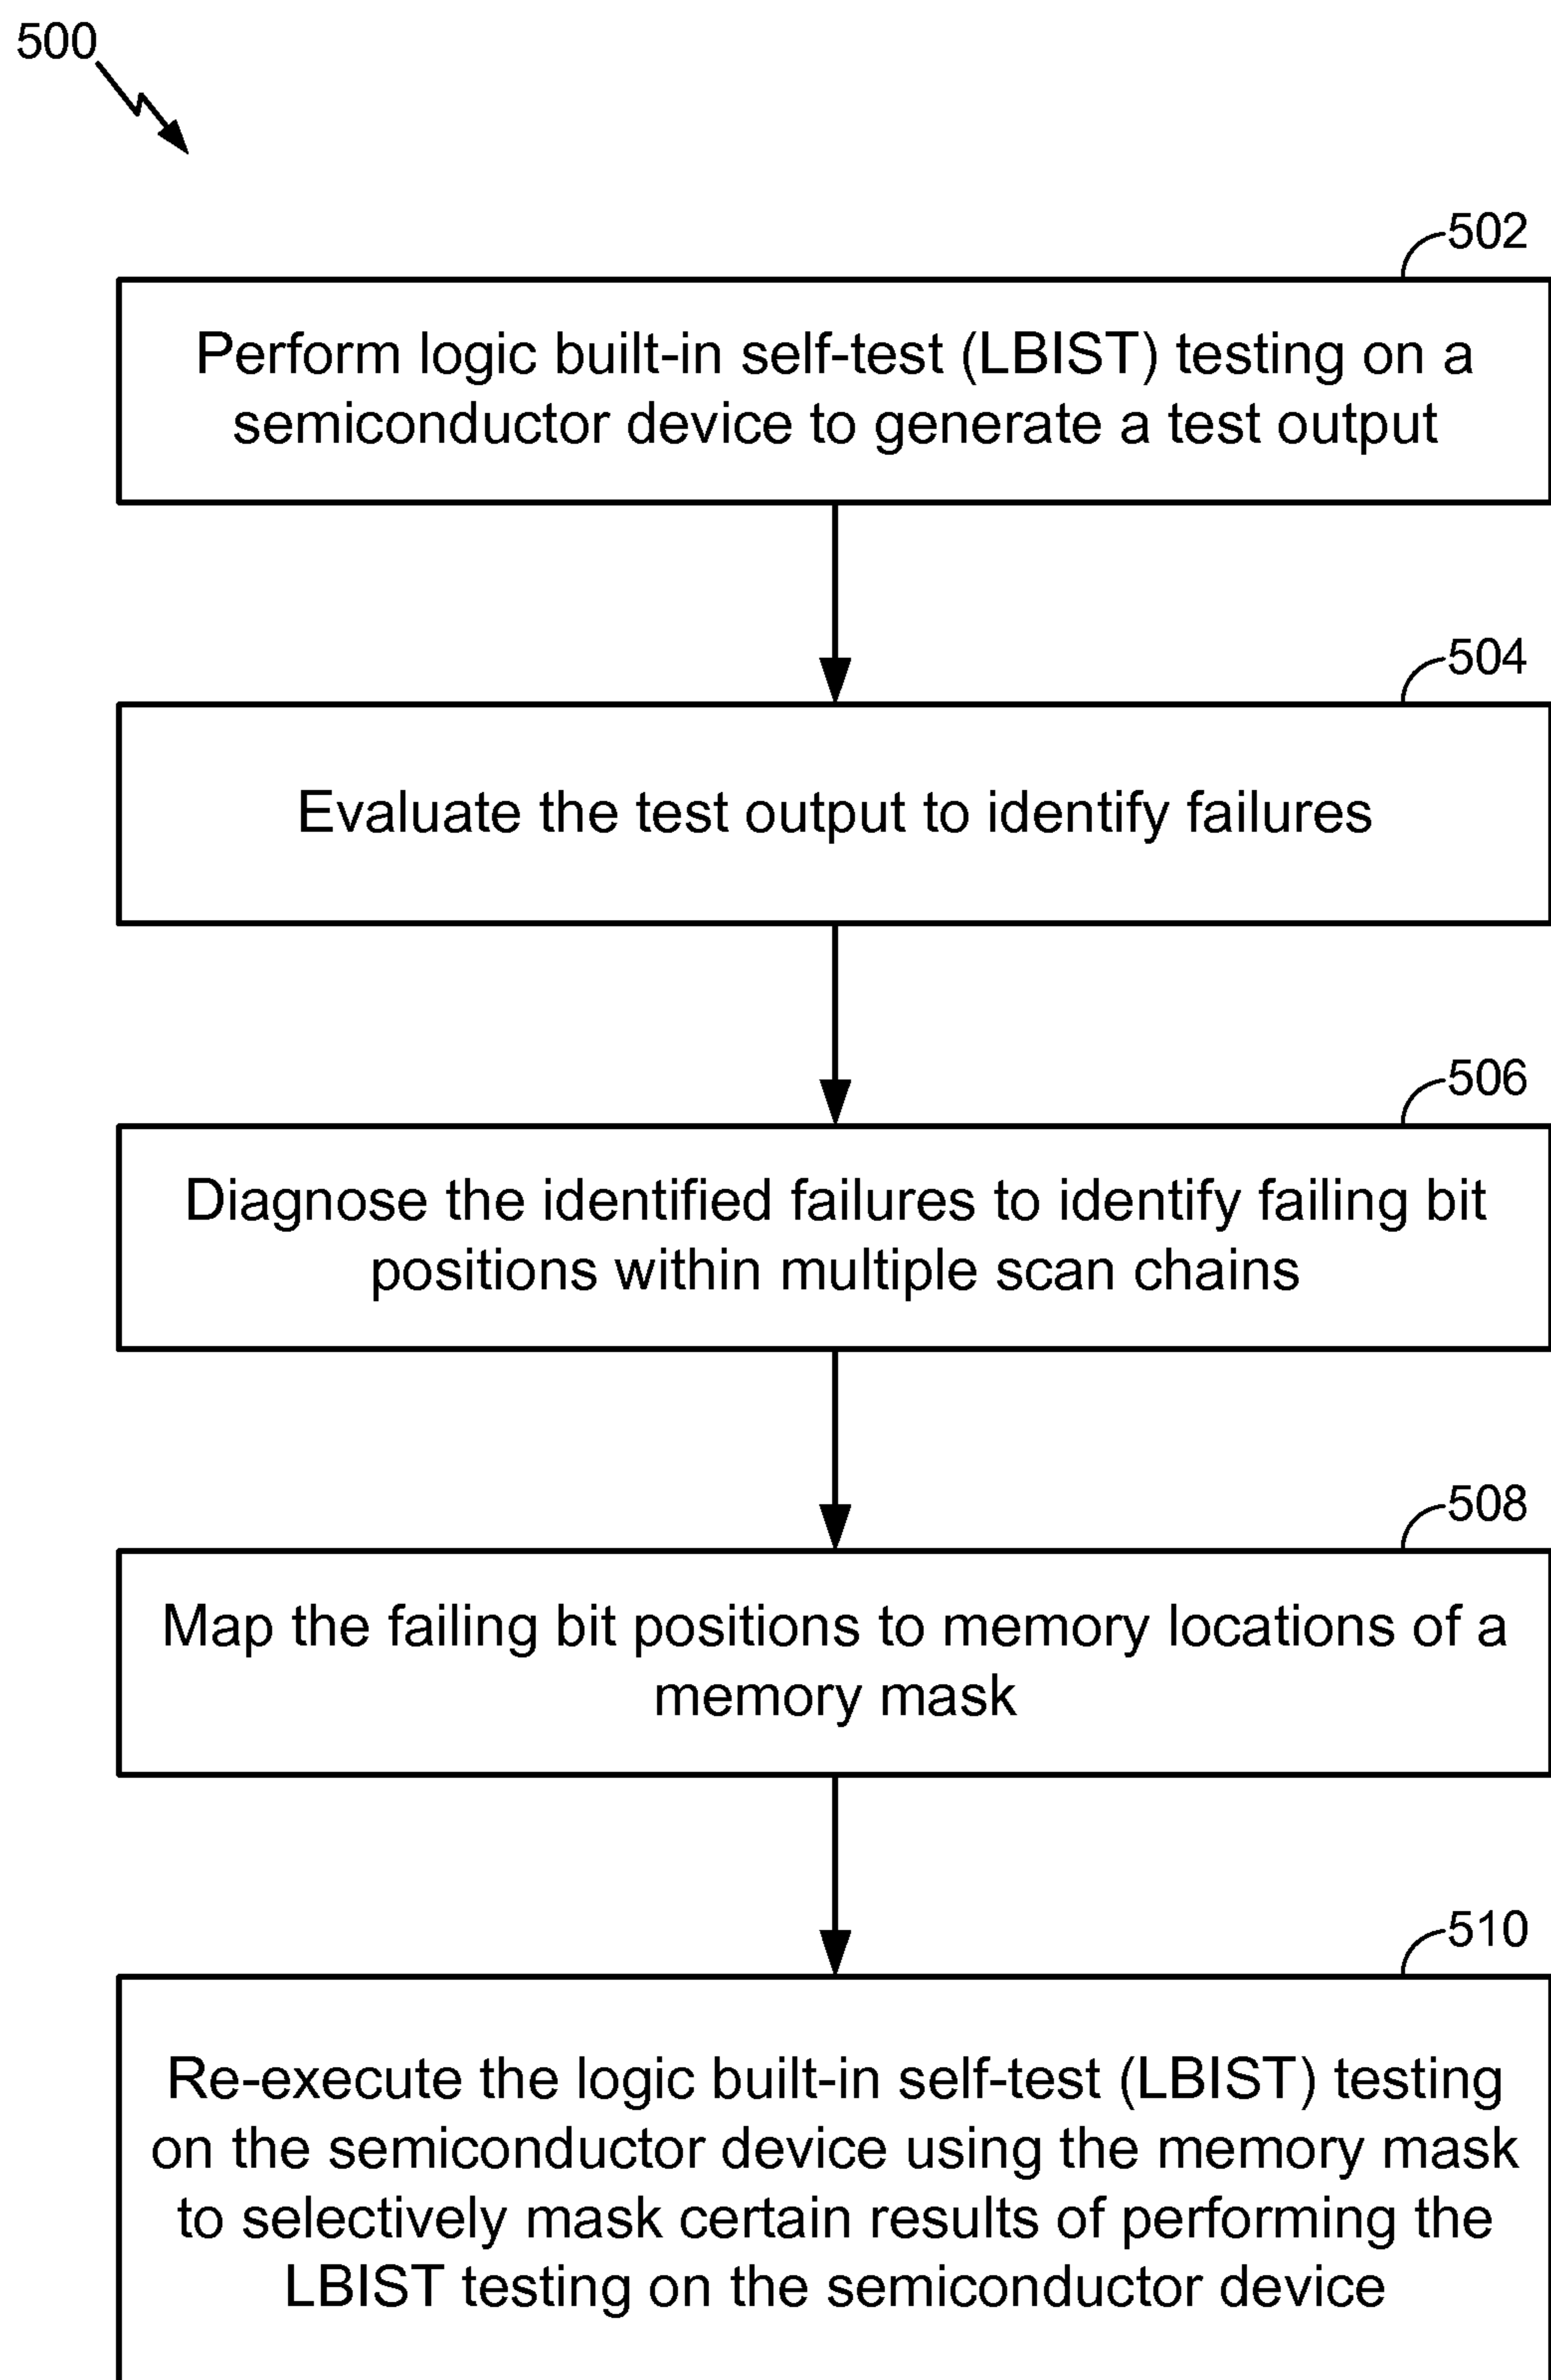 500
502
Perform logic built-in self-test (LBIST) testing on a
semiconductor device to generate a test output
504
Evaluate the test output to identify failures
506
Diagnose the identified failures to identify failing bit
positions within multiple scan chains
508
Map the failing bit positions to memory locations of a
memory mask
510
Re-execute the logic built-in self-test (LBIST) testing
on the semiconductor device using the memory mask
to selectively mask certain results of performing the
LBIST testing on the semiconductor device